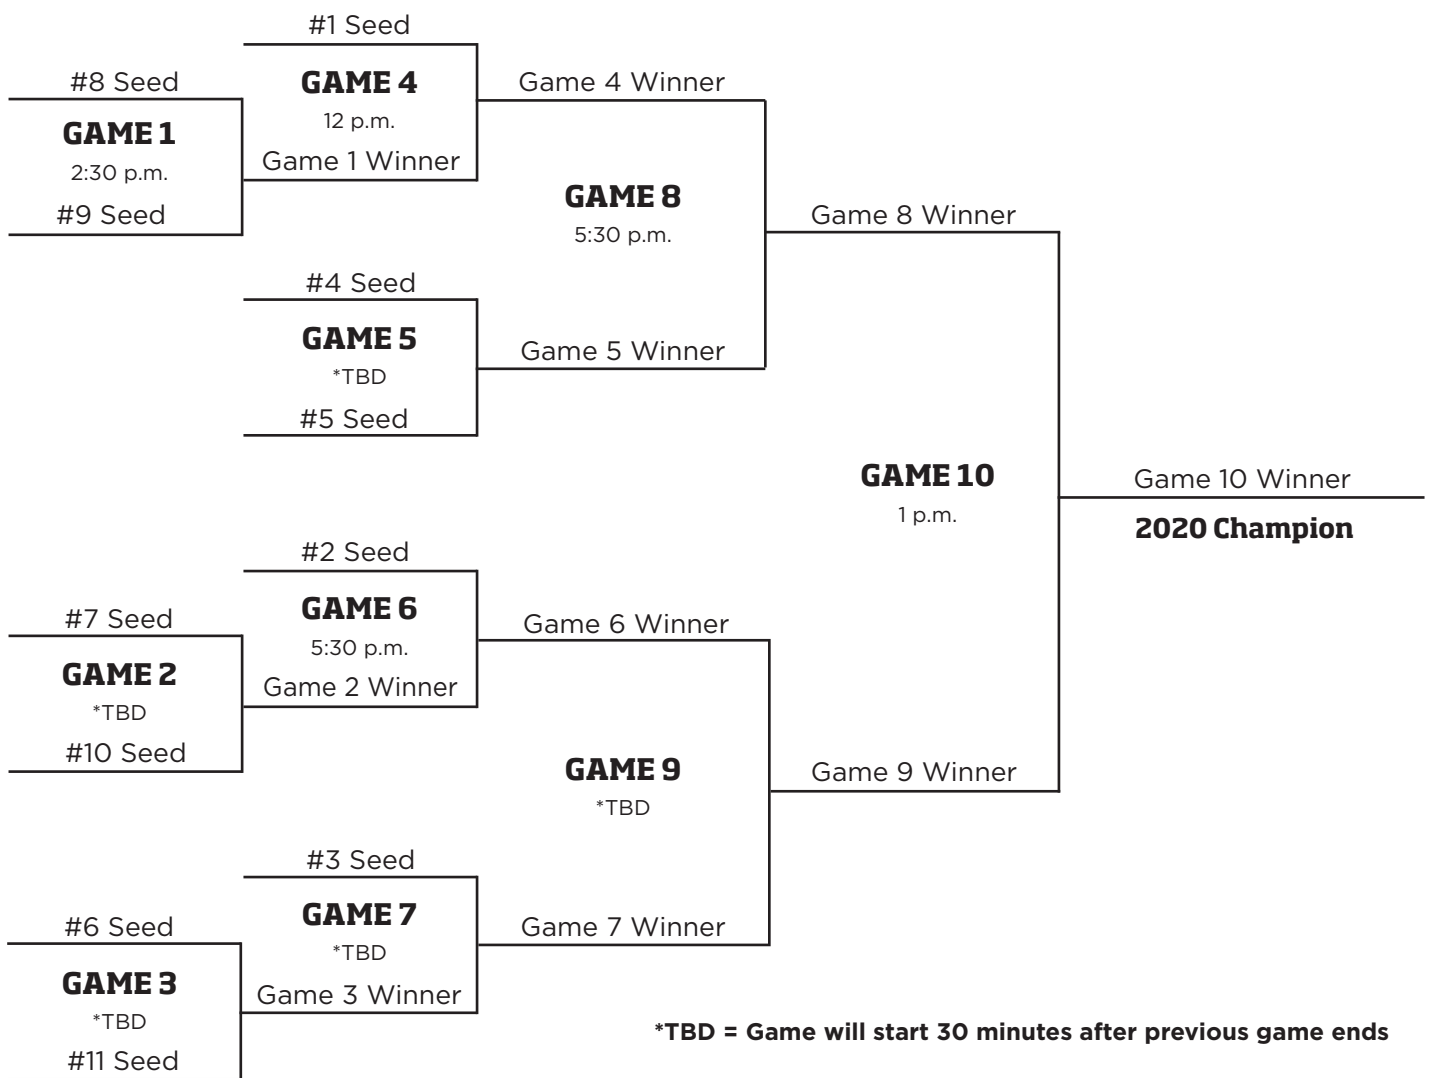 #1 Seed
#8 Seed
GAME 4
Game 4 Winner
12 p.m.
GAME 1
2:30 p.m.
Game 1 Winner
#9 Seed
GAME 8
5:30 p.m.
Game 8 Winner
#4 Seed
GAME 5
*TBD
Game 5 Winner
#5 Seed
GAME 10
1 p.m.
Game 10 Winner
2020 Champion
#2 Seed
#7 Seed
GAME 6
5:30 p.m.
Game 6 Winner
GAME 2
*TBD
Game 2 Winner
#10 Seed
GAME 9
*TBD
Game 9 Winner
#3 Seed
#6 Seed
GAME 7
*TBD
Game 7 Winner
GAME 3
*TBD
Game 3 Winner
#11 Seed
*TBD = Game will start 30 minutes after previous game ends